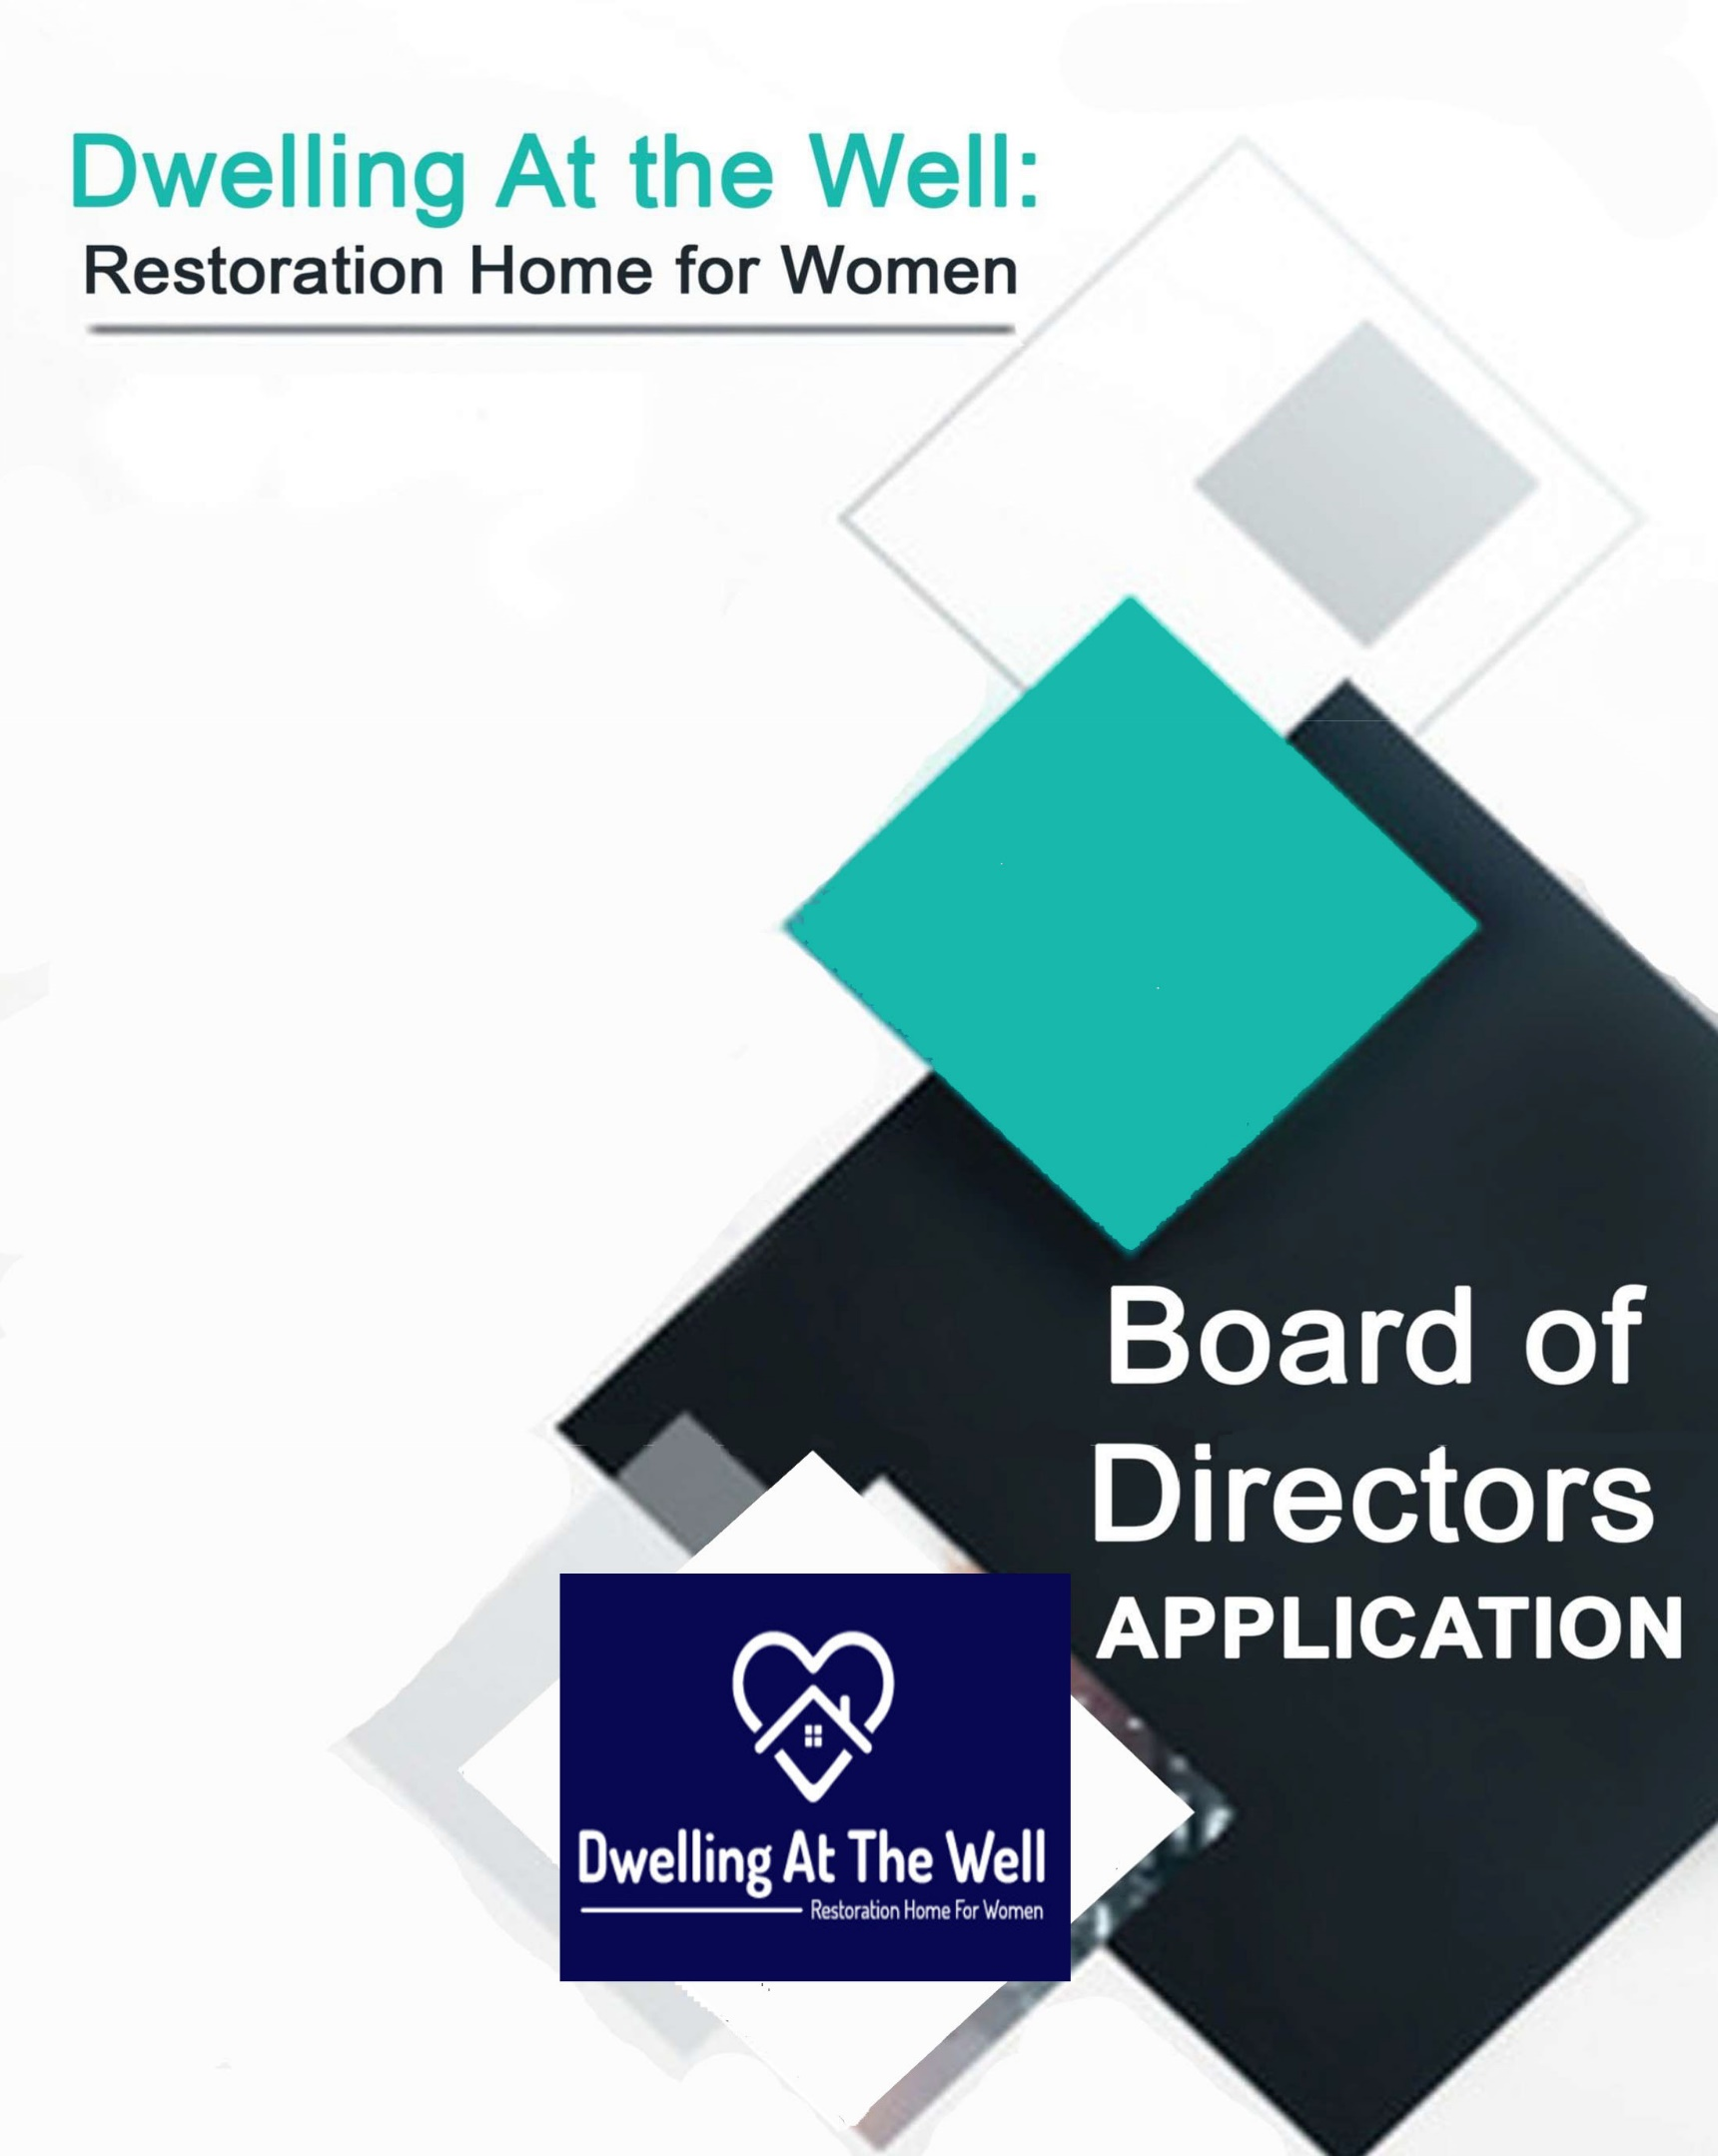 Dwelling At the Well:
Restoration Home for Women
Board of
Directors
APPLICATION
Dwelling At The Well
Restoration Home For Women